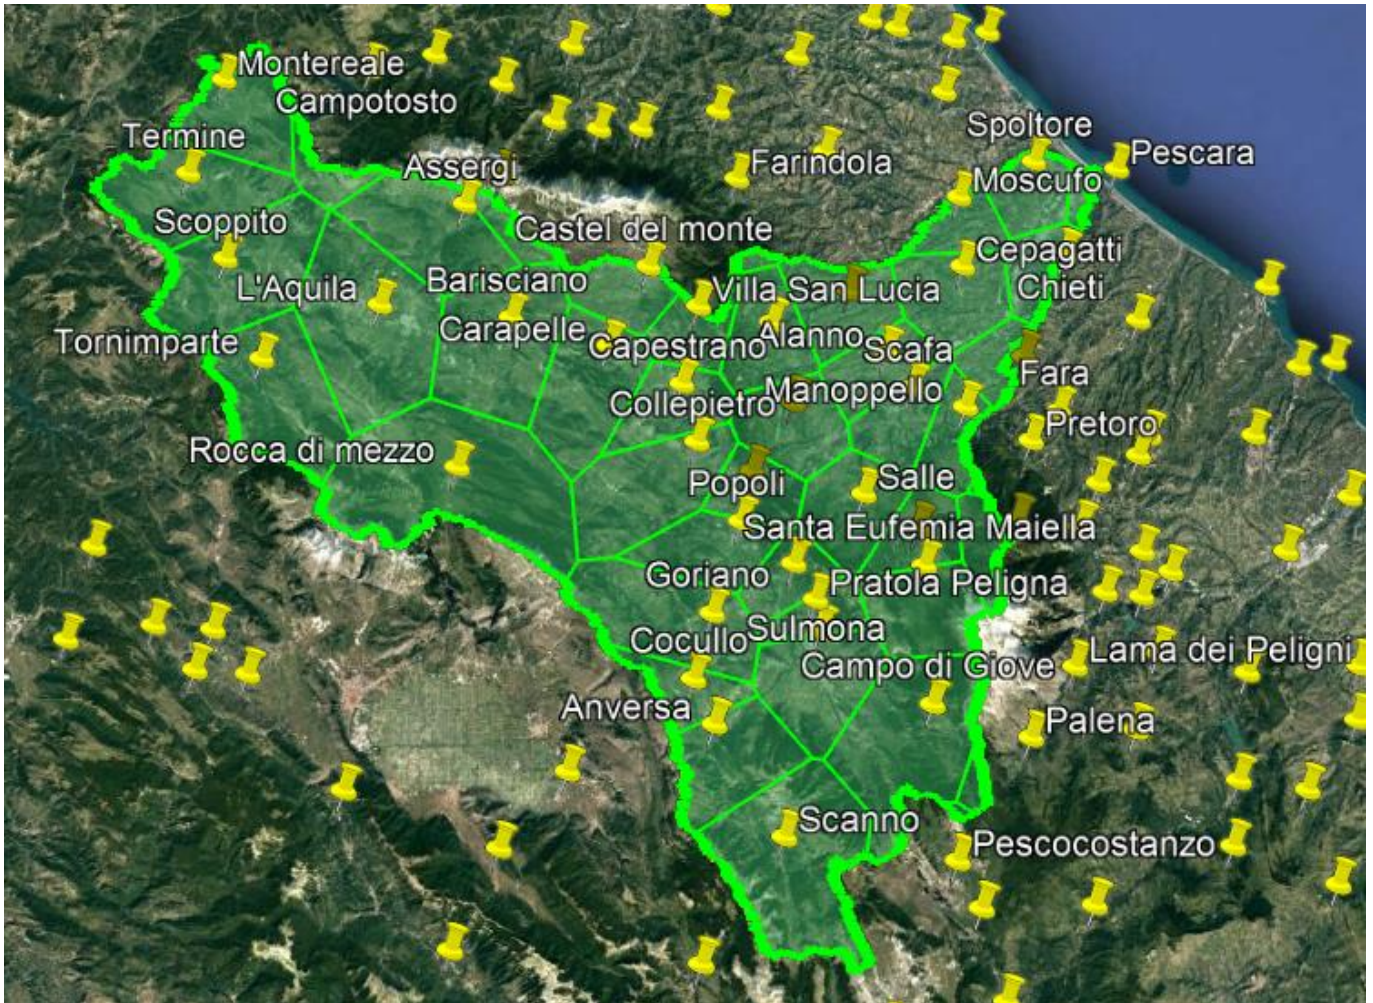 Montereale
Campotosto
Spoltore
Termine
Pescara
Assergi
Farindola
Moscufo
Scoppito
Castel del monte
Cepagatti
L'Aquila
Barisciano
Villa San Lucia
Chieti
Tornimparte
Carapelle
Capestrano
Alanno
Scafa
Fara
Collepietro
Manoppello
Pretoro
Rocca di mezzo
Popoli
Salle
Santa Eufemia Maiella
Goriano
Pratola Peligna
Cocullo
Sulmona
Campo di Giove
Lama dei Peligni
Anversa
Palena
Scanno
Pescocostanzo